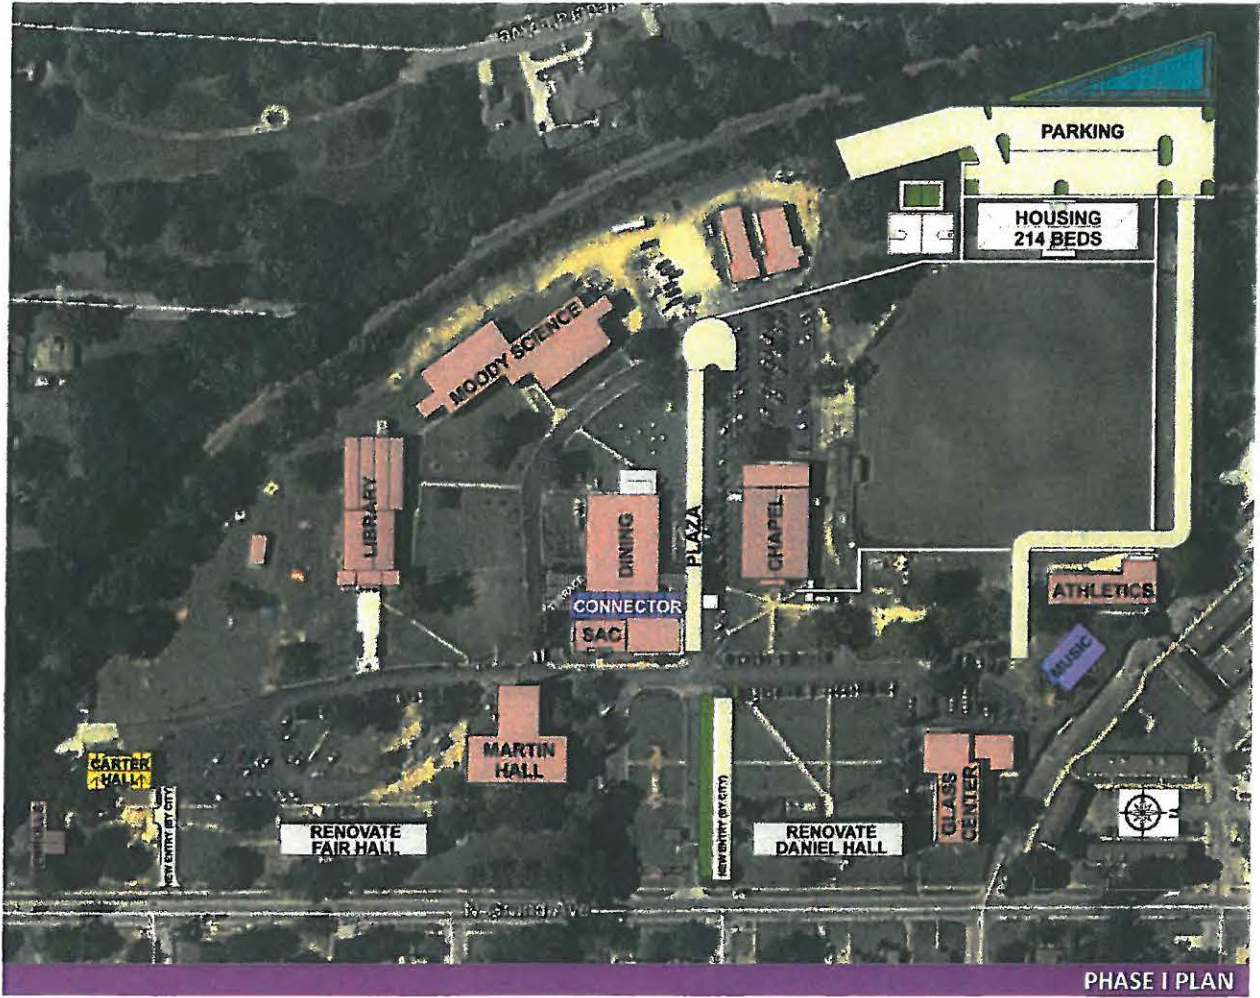 PARKING
HOUSING
214 BEDS
MOODY SCIENCE
LIBRARY
DINING
PLAZA
CHAPEL
CONNECTOR
SAC
ATHLETICS
MUSIC
MARTIN
HALL
CARTER
HALL
GLASS
CENTER
NEW ENTRY (BY CITY)
NEW ENTRY (BY CITY)
RENOVATE
FAIR HALL
RENOVATE
DANIEL HALL
N
PHASE I PLAN